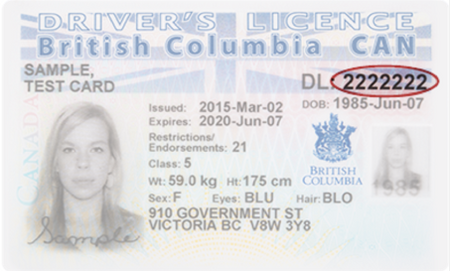 DRIVER'S LICENCE
British Columbia CAN
SAMPLE,
TEST CARD
DL: 2222222
Issued: 2015-Mar-02
DOB: 1985-Jun-07
Expires: 2020-Jun-07
Restrictions/
Endorsements: 21
Class: 5
Wt: 59.0 kg Ht: 175 cm
Sex: F Eyes: BLU Hair: BLO
910 GOVERNMENT ST
VICTORIA BC V8W 3Y8
BRITISH
COLUMBIA
CANADA
Sample
1985